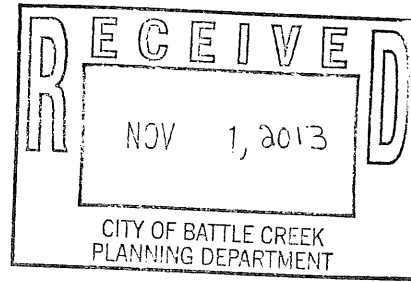 RECEIVED
NOV 1, 2013
CITY OF BATTLE CREEK
PLANNING DEPARTMENT